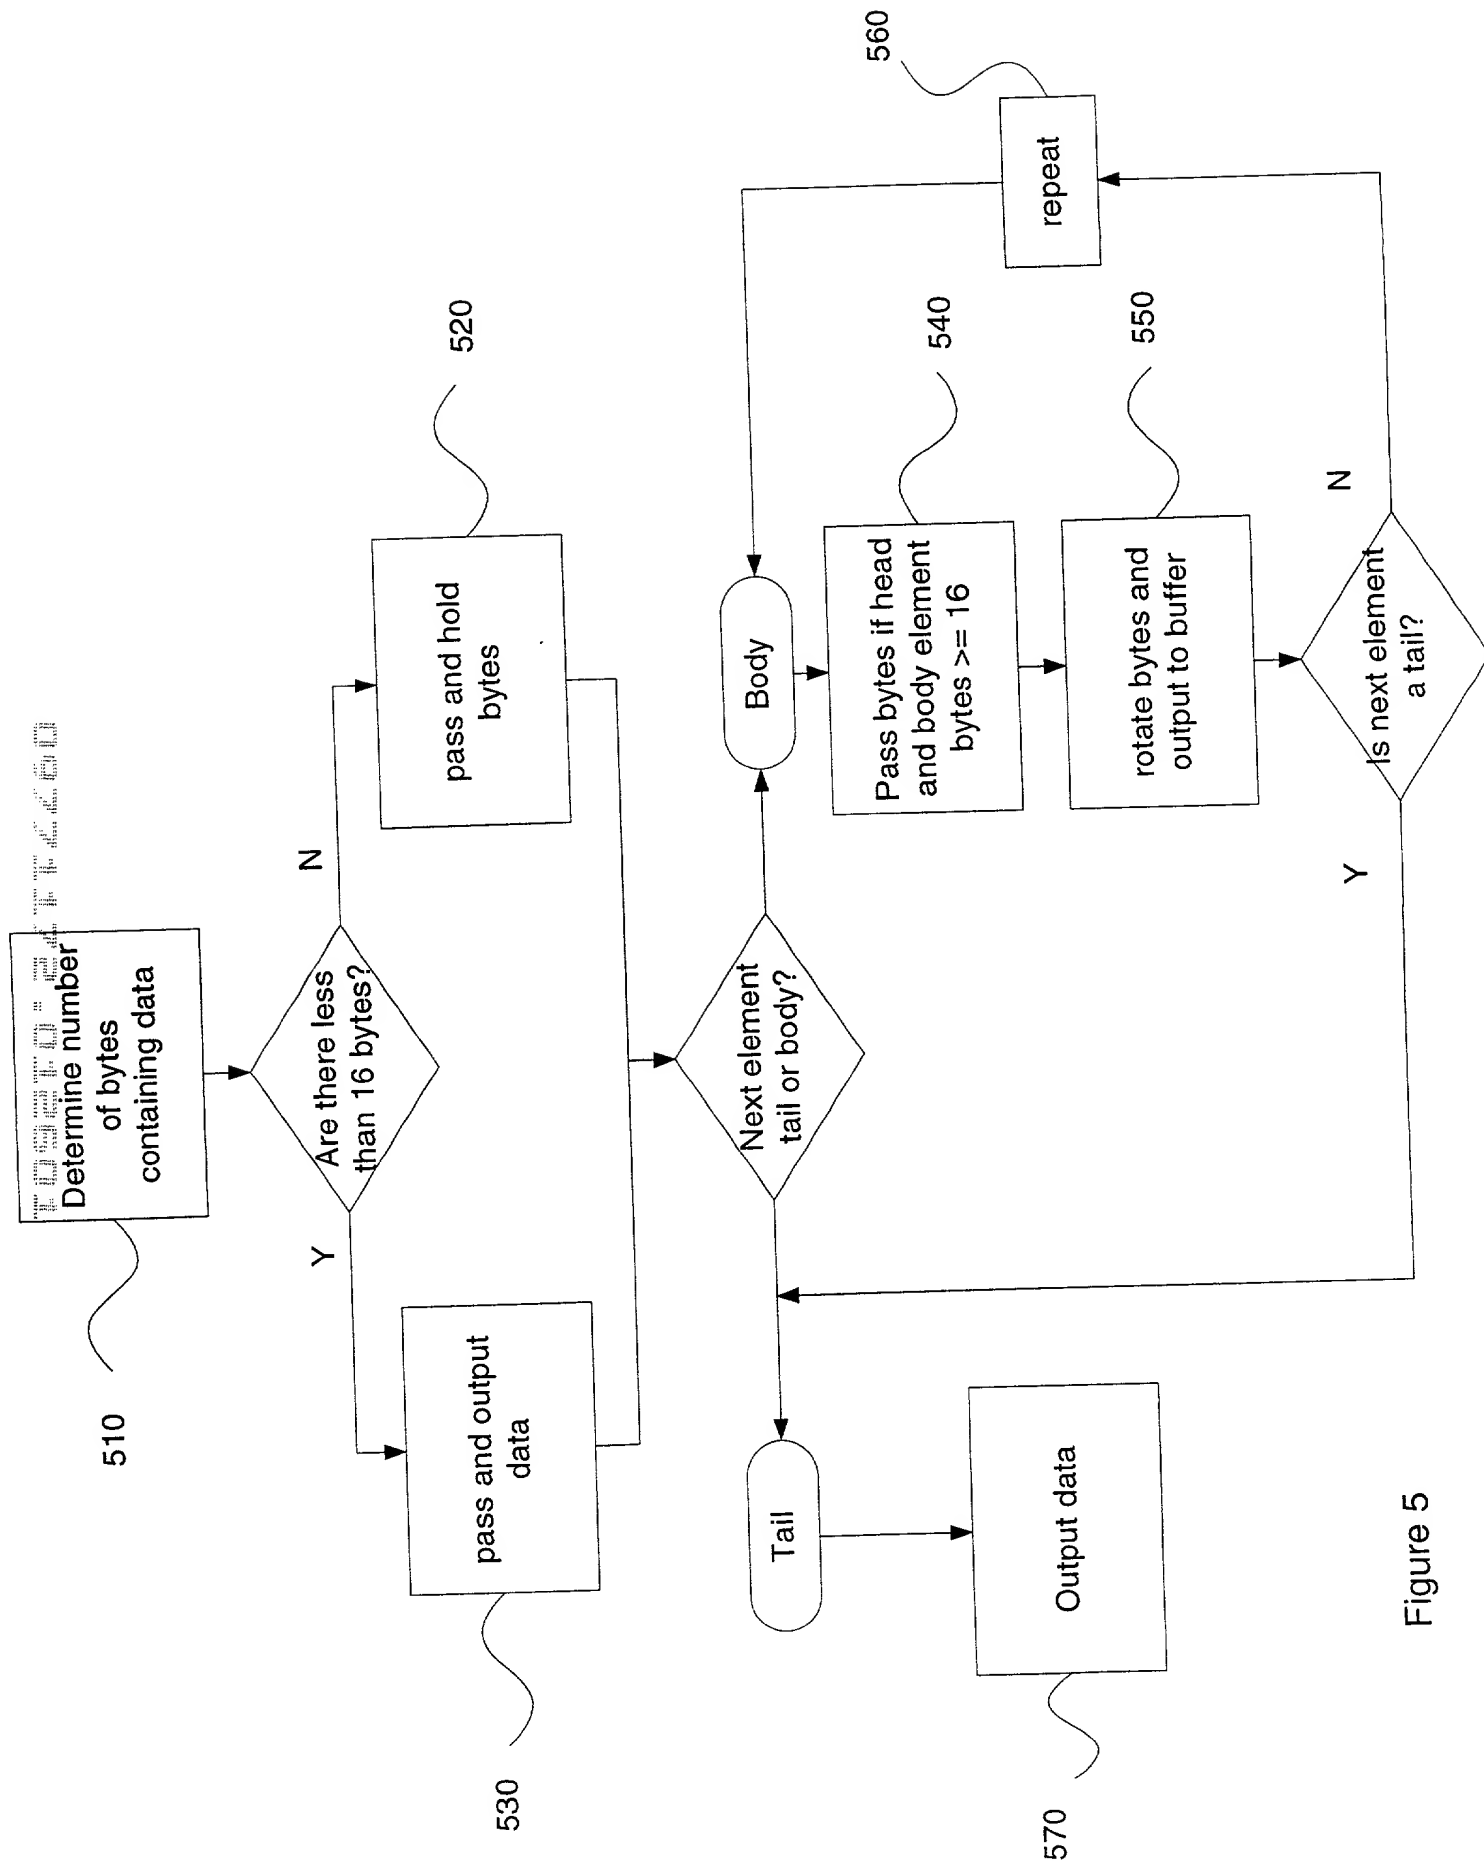 510
Determine number
of bytes
containing data
Are there less
than 16 bytes?
Y
N
530
pass and output
data
pass and hold
bytes
520
Next element
tail or body?
Tail
Body
560
repeat
Pass bytes if head
and body element
bytes >= 16
540
rotate bytes and
output to buffer
550
Is next element
a tail?
Y
N
Output data
570
Figure 5